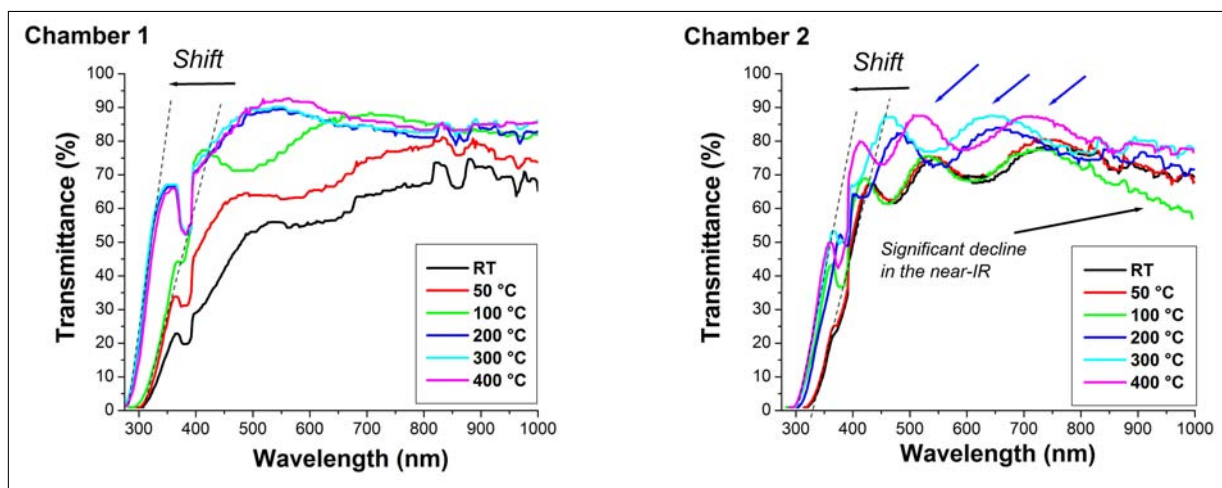 Chamber 1
Shift
Transmittance (%)
100
90
80
70
60
50
40
30
20
10
0
300 400 500 600 700 800 900 1000
Wavelength (nm)
RT
50 °C
100 °C
200 °C
300 °C
400 °C
Chamber 2
Shift
Transmittance (%)
100
90
80
70
60
50
40
30
20
10
0
300 400 500 600 700 800 900 1000
Wavelength (nm)
Significant decline
in the near-IR
RT
50 °C
100 °C
200 °C
300 °C
400 °C